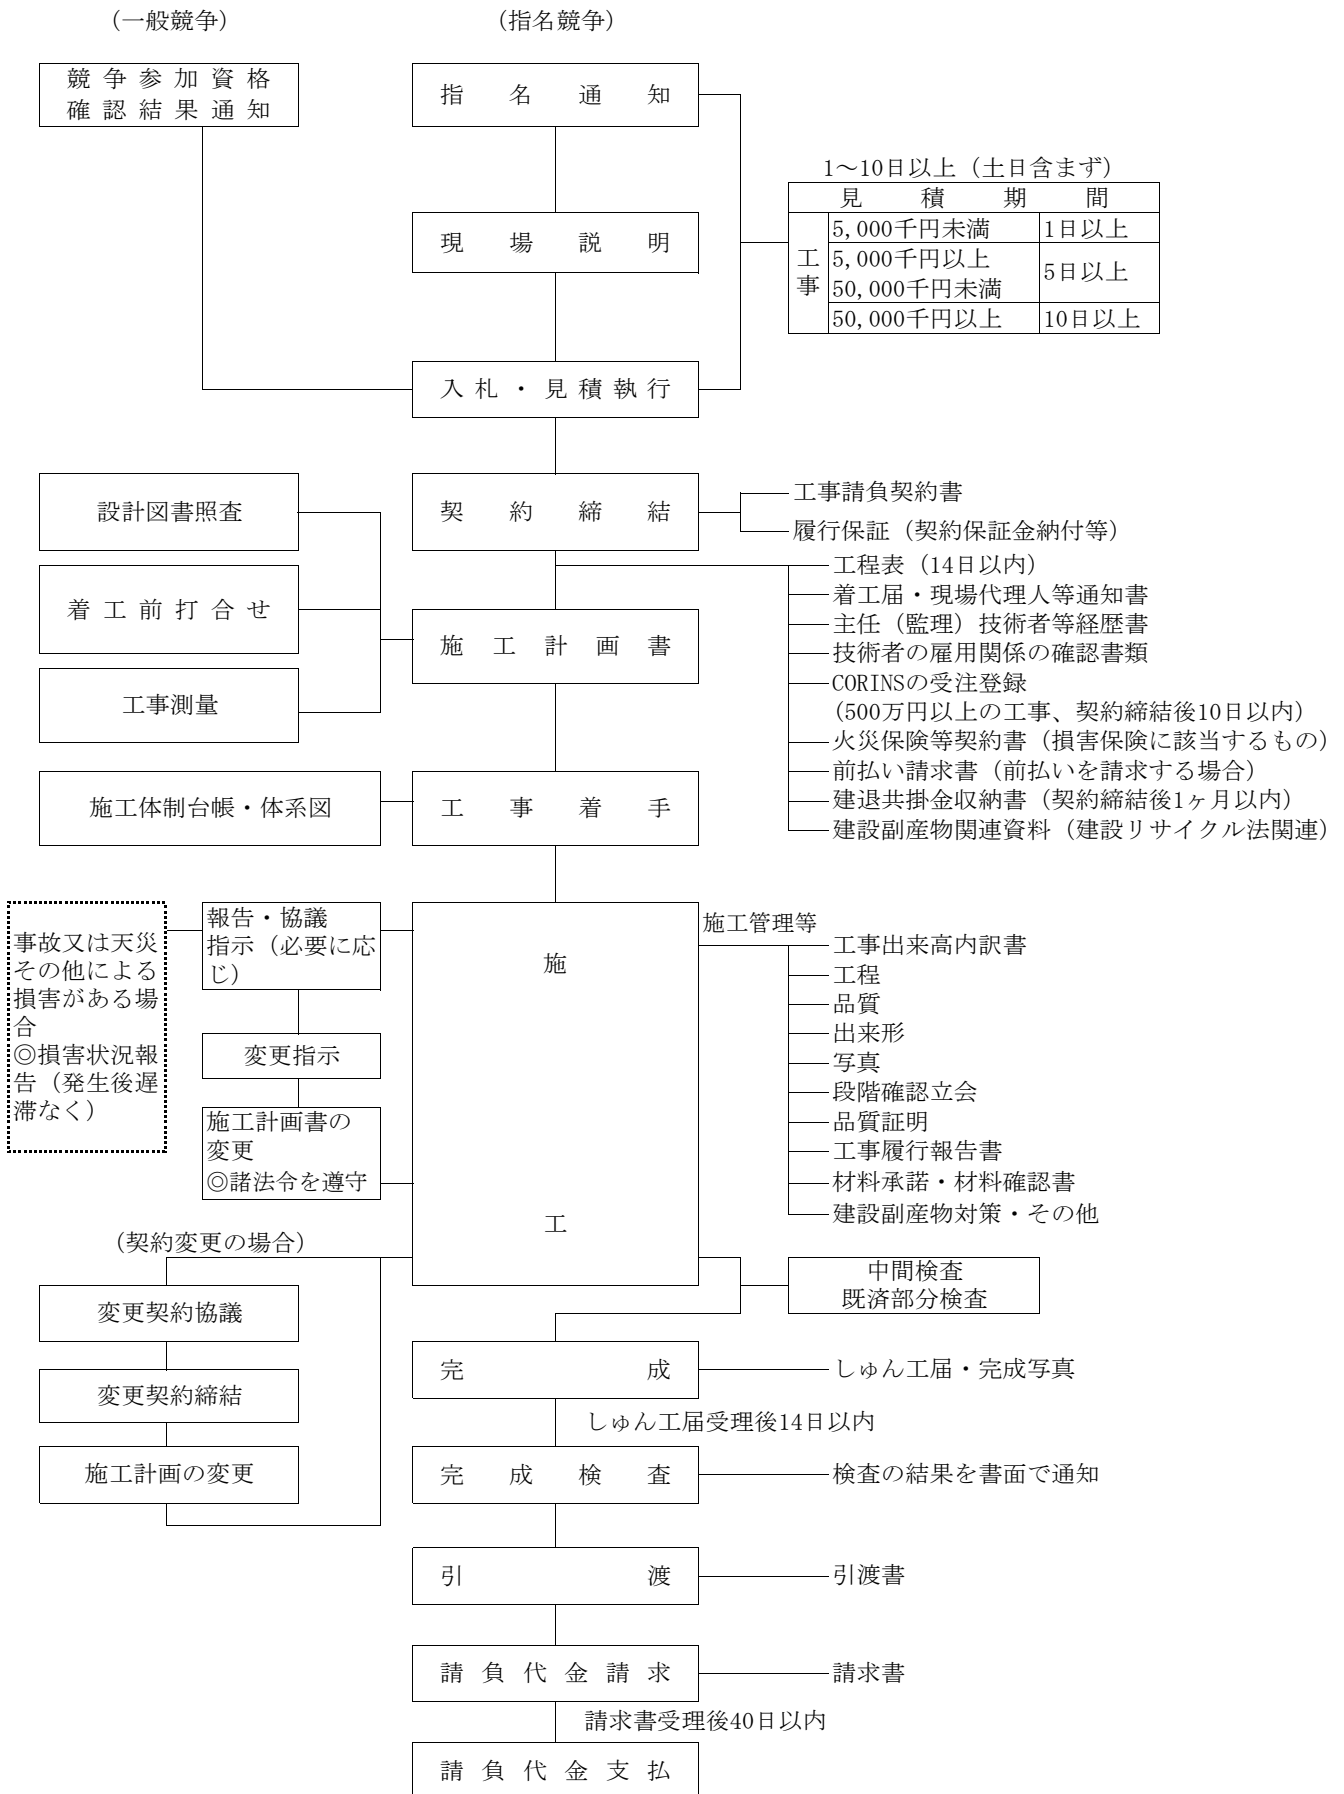 (一般競争)
(指名競争)
競争参加資格
確認結果通知
指名通知
1～10日以上（土日含まず）
見積期間
工事
5,000千円未満
1日以上
5,000千円以上
50,000千円未満
5日以上
50,000千円以上
10日以上
現場説明
入札・見積執行
設計図書照査
契約締結
工事請負契約書
履行保証（契約保証金納付等）
工程表（14日以内）
着工届・現場代理人等通知書
主任（監理）技術者等経歴書
技術者の雇用関係の確認書類
CORINSの受注登録
（500万円以上の工事、契約締結後10日以内）
火災保険等契約書（損害保険に該当するもの）
前払い請求書（前払いを請求する場合）
建退共掛金収納書（契約締結後1ヶ月以内）
建設副産物関連資料（建設リサイクル法関連）
着工前打合せ
施工計画書
工事測量
施工体制台帳・体系図
工事着手
事故又は天災
その他による
損害がある場
合
◎損害状況報
告（発生後遅
滞なく）
報告・協議
指示（必要に応
じ）
変更指示
施工計画書の
変更
◎諸法令を遵守
施
工
施工管理等
工事出来高内訳書
工程
品質
出来形
写真
段階確認立会
品質証明
工事履行報告書
材料承諾・材料確認書
建設副産物対策・その他
（契約変更の場合）
変更契約協議
変更契約締結
施工計画の変更
中間検査
既済部分検査
完成
しゅん工届・完成写真
しゅん工届受理後14日以内
完成検査
検査の結果を書面で通知
引渡
引渡書
請負代金請求
請求書
請求書受理後40日以内
請負代金支払